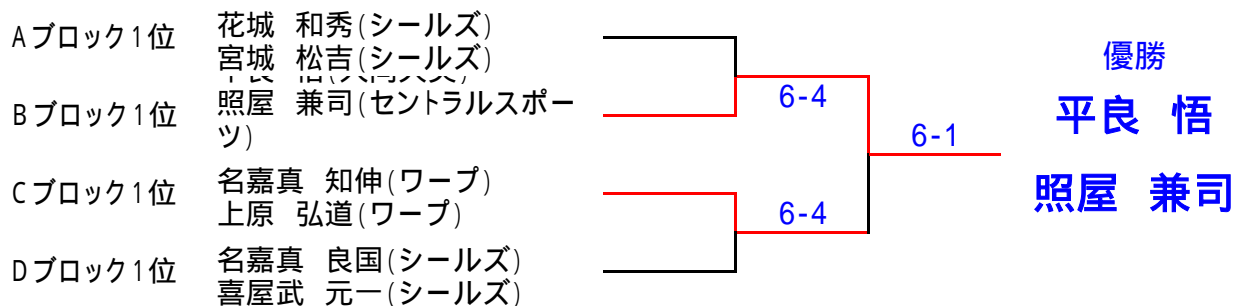 Aブロック1位
花城 和秀(シールズ)
宮城 松吉(シールズ)
Bブロック1位
照屋 兼司(セントラルスポー
ツ)
Cブロック1位
名嘉真 知伸(ワープ)
上原 弘道(ワープ)
Dブロック1位
名嘉真 良国(シールズ)
喜屋武 元一(シールズ)
6-4
6-4
6-1
優勝
平良 悟
照屋 兼司